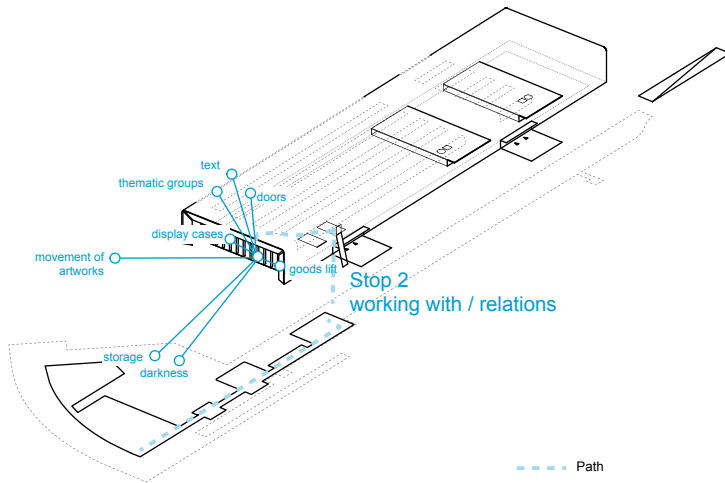 text
thematic groups
doors
display cases
movement of
artworks
goods lift
Stop 2
working with / relations
storage
darkness
Path